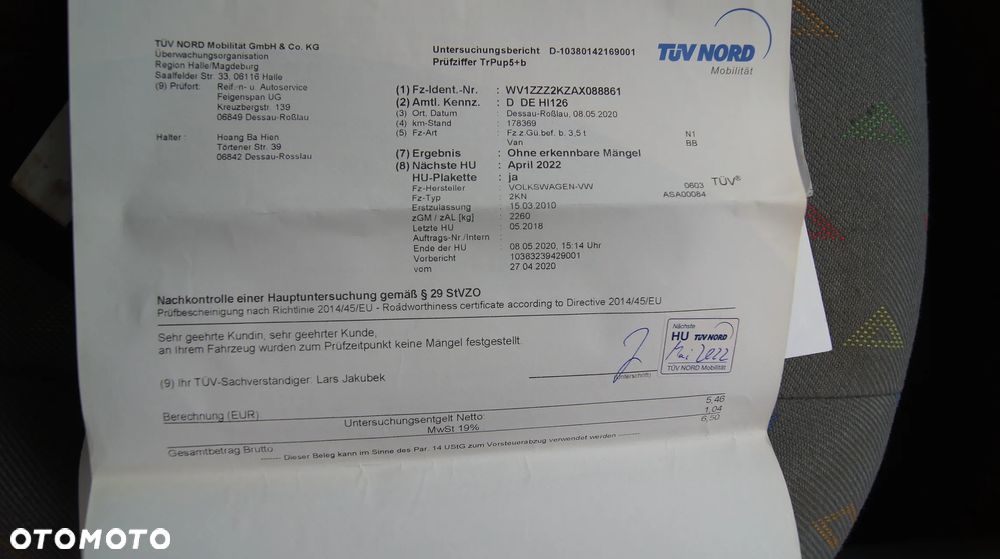 TÜV NORD Mobilität GmbH & Co. KG
Überwachungsorganisation
Region Halle/Magdeburg
Saalfelder Str. 33, 06116 Halle
(9) Prüfort: Reifen- u. Autoservice
Feigenspan UG
Kreuzbergstr. 139
06849 Dessau-Roßlau
Halter : Hoang Ba Hien
Törtener Str. 39
06842 Dessau-Rosslau
Untersuchungsbericht D-10380142169001
Prüfziffer TrPup5+b
TÜV NORD
Mobilität
(1) Fz-Ident.-Nr. : WV1ZZZ2KZAX088861
(2) Amtl. Kennz. : D DE HI126
(3) Ort, Datum : Dessau-Roßlau, 08.05.2020
(4) km-Stand : 178369
(5) Fz-Art : Fz.z.Gü.bef. b. 3,5 t N1
Van BB
(7) Ergebnis : Ohne erkennbare Mängel
(8) Nächste HU : April 2022
HU-Plakette : ja
Fz-Hersteller : VOLKSWAGEN-VW 0603 TÜV®
Fz-Typ : 2KN ASA00084
Erstzulassung : 15.03.2010
zGM / zAL [kg] : 2260
Letzte HU : 05.2018
Auftrags-Nr./Intern :
Ende der HU : 08.05.2020, 15:14 Uhr
Vorbericht : 10383239429001
vom : 27.04.2020
Nachkontrolle einer Hauptuntersuchung gemäß § 29 StVZO
Prüfbescheinigung nach Richtlinie 2014/45/EU - Roadworthiness certificate according to Directive 2014/45/EU
Sehr geehrte Kundin, sehr geehrter Kunde,
an Ihrem Fahrzeug wurden zum Prüfzeitpunkt keine Mängel festgestellt.
Nächste
HU TÜV NORD
Mai 2022
TÜV NORD Mobilität
(Unterschrift)
(9) Ihr TÜV-Sachverständiger: Lars Jakubek
Berechnung (EUR)
Untersuchungsentgelt Netto: 5,46
MwSt 19% 1,04
Gesamtbetrag Brutto 6,50
------ Dieser Beleg kann im Sinne des Par. 14 UStG zum Vorsteuerabzug verwendet werden ------
OTOMOTO